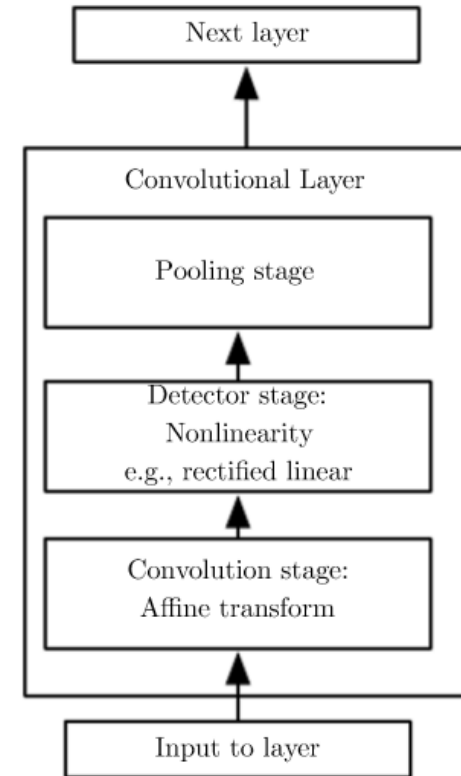 Next layer
Convolutional Layer
Pooling stage
Detector stage:
Nonlinearity
e.g., rectified linear
Convolution stage:
Affine transform
Input to layer